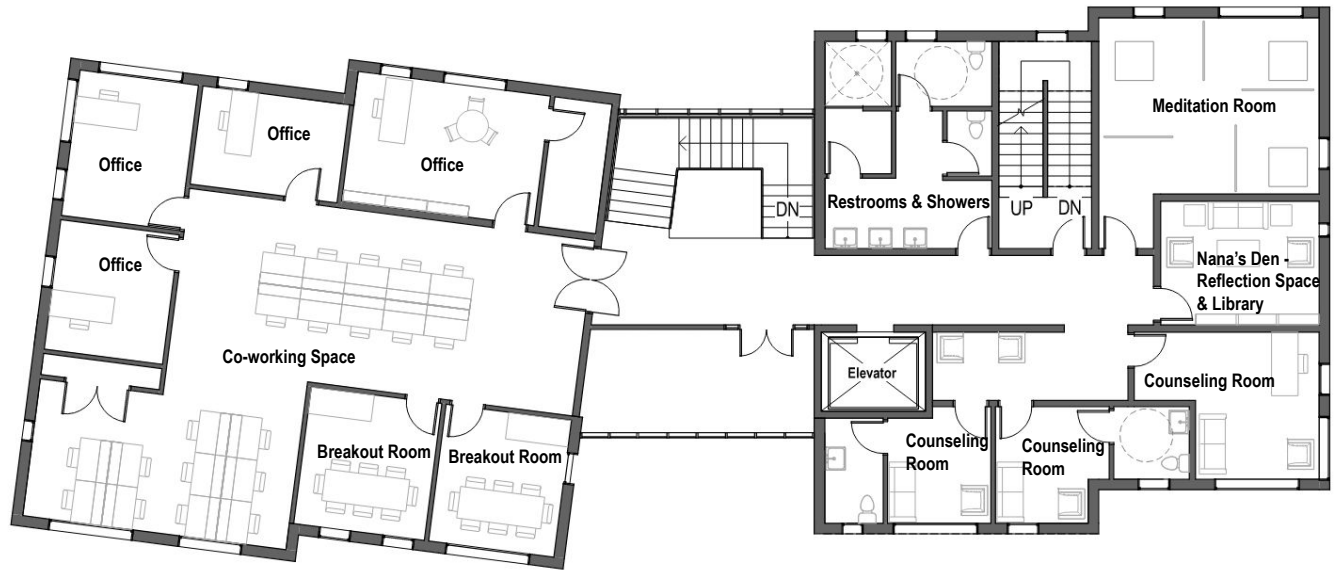 Meditation Room
Office
Office
Office
Restrooms & Showers
UP
DN
DN
Office
Nana's Den -
Reflection Space
& Library
Co-working Space
Elevator
Counseling Room
Breakout Room
Breakout Room
Counseling
Room
Counseling
Room